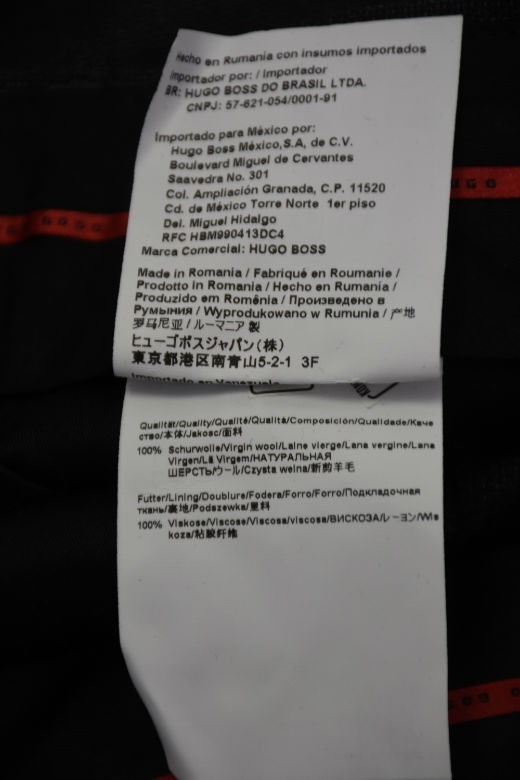 Hecho en Rumania con insumos importados
Importador por: / Importador
BR: HUGO BOSS DO BRASIL LTDA.
CNPJ: 57-621-054/0001-91
Importado para México por:
Hugo Boss México,S.A, de C.V.
Boulevard Miguel de Cervantes
Saavedra No. 301
Col. Ampliación Granada, C.P. 11520
Cd. de México Torre Norte 1er piso
Del. Miguel Hidalgo
RFC HBM990413DC4
Marca Comercial: HUGO BOSS
Made in Romania / Fabriqué en Roumanie /
Prodotto in Romania / Hecho en Rumania /
Produzido em Romênia / Произведено в
Румыния / Wyprodukowano w Rumunia / 产地
罗马尼亚 / ルーマニア 製
ヒューゴボスジャパン(株)
東京都港区南青山5-2-1 3F
Importado en Venezuela
Qualität/Quality/Qualité/Qualità/Composición/Qualidade/Каче
ство/本体/Jakość/面料
100% Schurwolle/Virgin wool/Laine vierge/Lana vergine/Lana
Virgen/Lã Virgem/НАТУРАЛЬНАЯ
ШЕРСТЬ/ウール/Czysta wełna/新剪羊毛
Futter/Lining/Doublure/Fodera/Forro/Forro/Подкладочная
ткань/裏地/Podszewka/里料
100% Viskose/Viscose/Viscosa/viscosa/ВИСКОЗА/レーヨン/Wis
koza/粘胶纤维